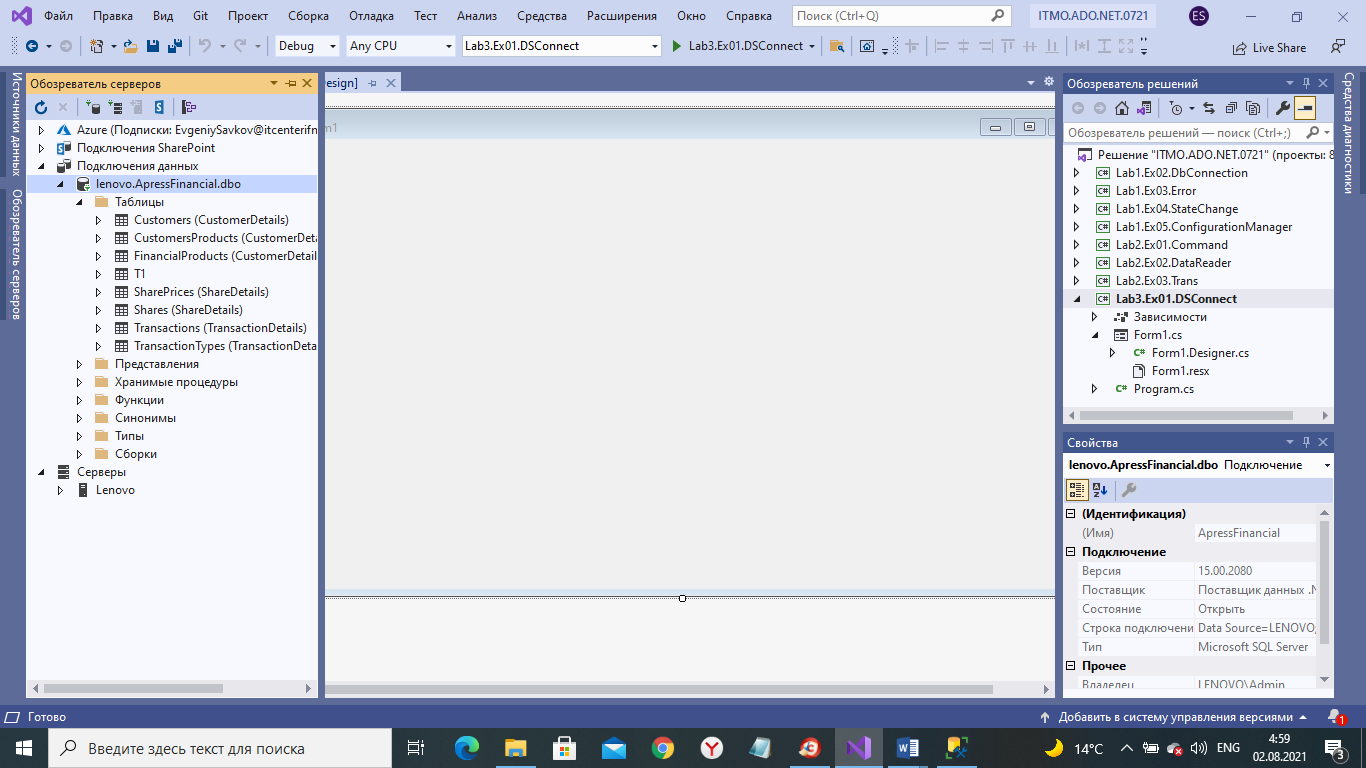 Файл Правка Вид Git Проект Сборка Отладка Тест Анализ Средства Расширения Окно Справка Поиск (Ctrl+Q) ITMO.ADO.NET.0721 ES
Debug Any CPU Lab3.Ex01.DSConnect Lab3.Ex01.DSConnect Live Share
Источники данных
Обозреватель серверов
Обозреватель серверов
Azure (Подписки: EvgeniySavkov@itcenterifn
Подключения SharePoint
Подключения данных
lenovo.ApressFinancial.dbo
Таблицы
Customers (CustomerDetails)
CustomersProducts (CustomerDeta
FinancialProducts (CustomerDetail
T1
SharePrices (ShareDetails)
Shares (ShareDetails)
Transactions (TransactionDetails)
TransactionTypes (TransactionDeta
Представления
Хранимые процедуры
Функции
Синонимы
Типы
Сборки
Серверы
Lenovo
esign]
m1
Обозреватель решений
Обозреватель решений — поиск (Ctrl+;)
Решение "ITMO.ADO.NET.0721" (проекты: 8
Lab1.Ex02.DbConnection
Lab1.Ex03.Error
Lab1.Ex04.StateChange
Lab1.Ex05.ConfigurationManager
Lab2.Ex01.Command
Lab2.Ex02.DataReader
Lab2.Ex03.Trans
Lab3.Ex01.DSConnect
Зависимости
Form1.cs
Form1.Designer.cs
Form1.resx
Program.cs
Свойства
lenovo.ApressFinancial.dbo Подключение
(Идентификация)
(Имя) ApressFinancial
Подключение
Версия 15.00.2080
Поставщик Поставщик данных .N
Состояние Открыть
Строка подключени Data Source=LENOVO;
Тип Microsoft SQL Server
Прочее
Владелец LENOVO\Admin
Средства диагностики
Готово
Добавить в систему управления версиями 1
Введите здесь текст для поиска
14°C ENG 4:59
02.08.2021 3